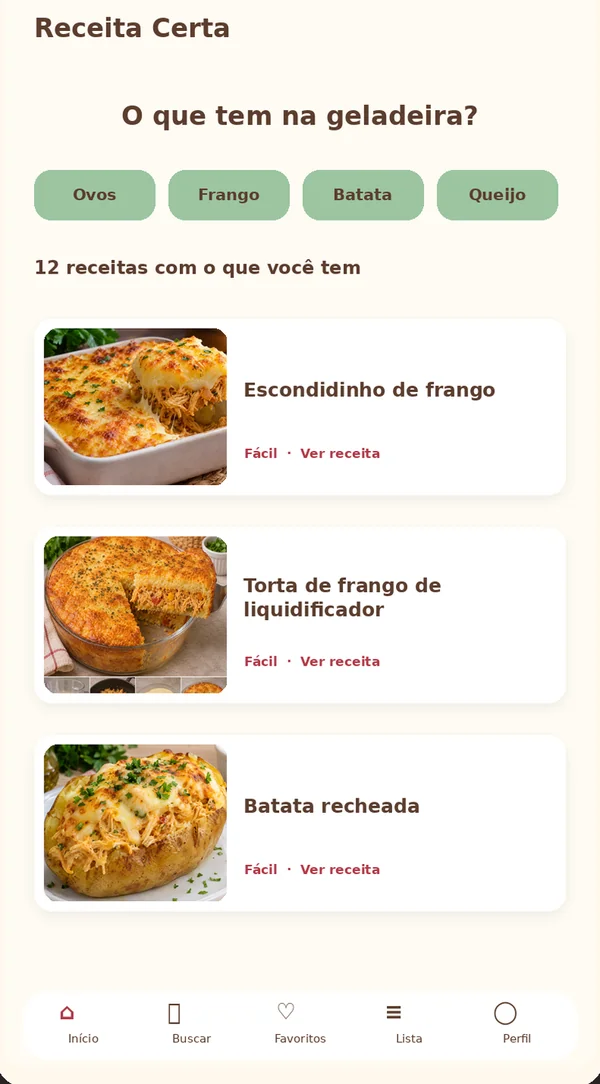 Receita Certa
O que tem na geladeira?
Ovos
Frango
Batata
Queijo
12 receitas com o que você tem
Escondidinho de frango
Fácil · Ver receita
Torta de frango de
liquidificador
Fácil · Ver receita
Batata recheada
Fácil · Ver receita
Início
Buscar
Favoritos
Lista
Perfil